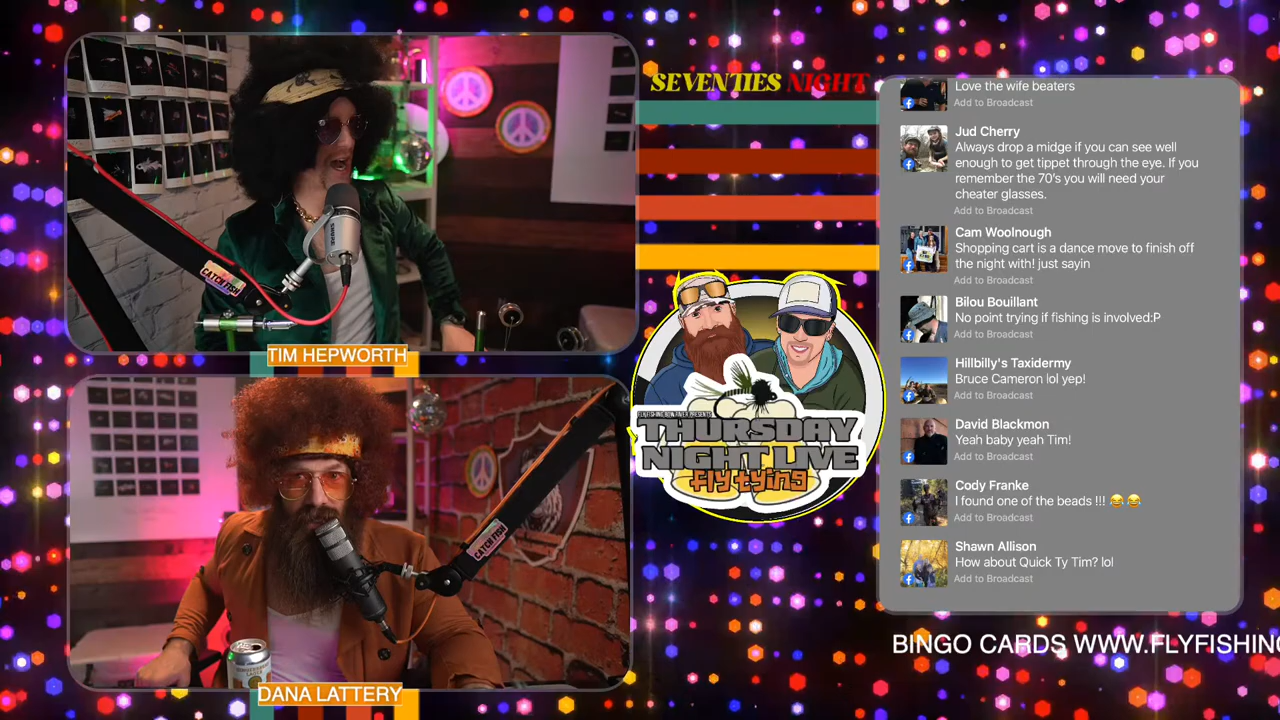 SEVENTIES NIGHT
CATCH FISH
SHURE
TIM HEPWORTH
CATCH FISH
DANA LATTERY
FLY FISHING BOW RIVER PRESENTS
THURSDAY
NIGHT LIVE
fly tying
Love the wife beaters
Add to Broadcast
Jud Cherry
Always drop a midge if you can see well
enough to get tippet through the eye. If you
remember the 70's you will need your
cheater glasses.
Add to Broadcast
Cam Woolnough
Shopping cart is a dance move to finish off
the night with! just sayin
Add to Broadcast
Bilou Bouillant
No point trying if fishing is involved:P
Add to Broadcast
Hillbilly's Taxidermy
Bruce Cameron lol yep!
Add to Broadcast
David Blackmon
Yeah baby yeah Tim!
Add to Broadcast
Cody Franke
I found one of the beads !!! 😂 😂
Add to Broadcast
Shawn Allison
How about Quick Ty Tim? lol
Add to Broadcast
BINGO CARDS WWW.FLYFISHING